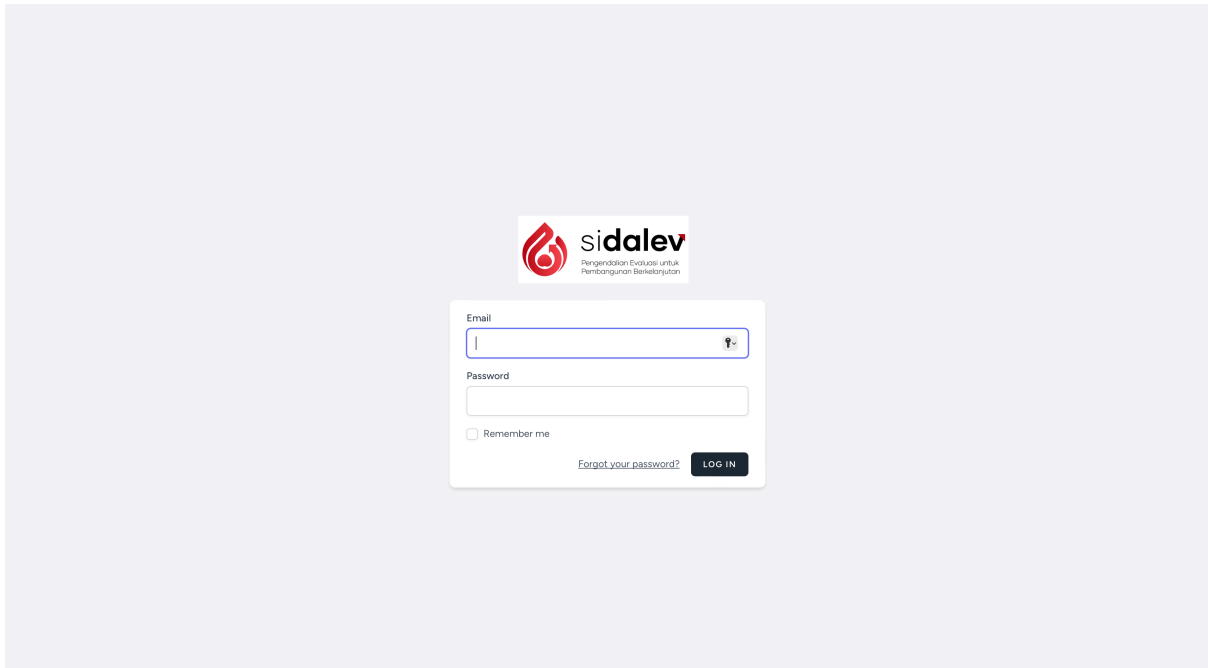 sidalev
Pengendalian Evaluasi untuk
Pembangunan Berkelanjutan
Email
Password
Remember me
Forgot your password?
LOG IN